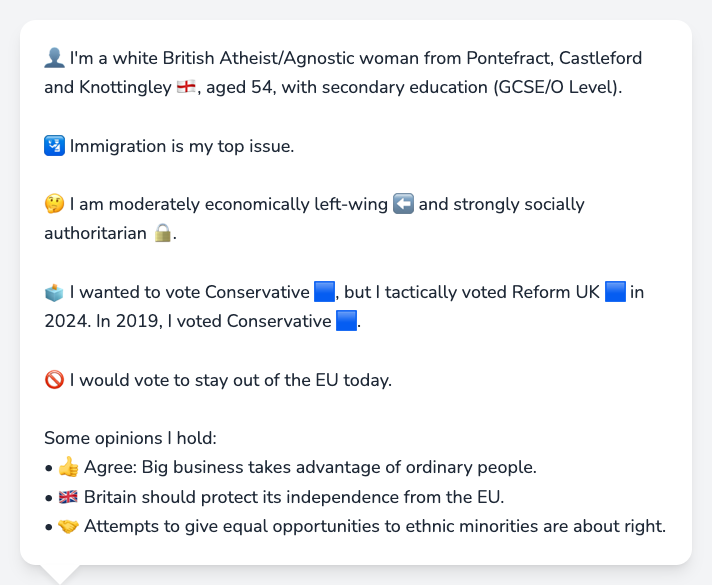 👤 I'm a white British Atheist/Agnostic woman from Pontefract, Castleford
and Knottingley 🏴󠁧󠁢󠁥󠁮󠁧󠁿, aged 54, with secondary education (GCSE/O Level).
🛂 Immigration is my top issue.
🤔 I am moderately economically left-wing ⬅️ and strongly socially
authoritarian 🔒.
🗳️ I wanted to vote Conservative 🟦, but I tactically voted Reform UK 🟦 in
2024. In 2019, I voted Conservative 🟦.
🚫 I would vote to stay out of the EU today.
Some opinions I hold:
• 👍 Agree: Big business takes advantage of ordinary people.
• 🇬🇧 Britain should protect its independence from the EU.
• 🤝 Attempts to give equal opportunities to ethnic minorities are about right.